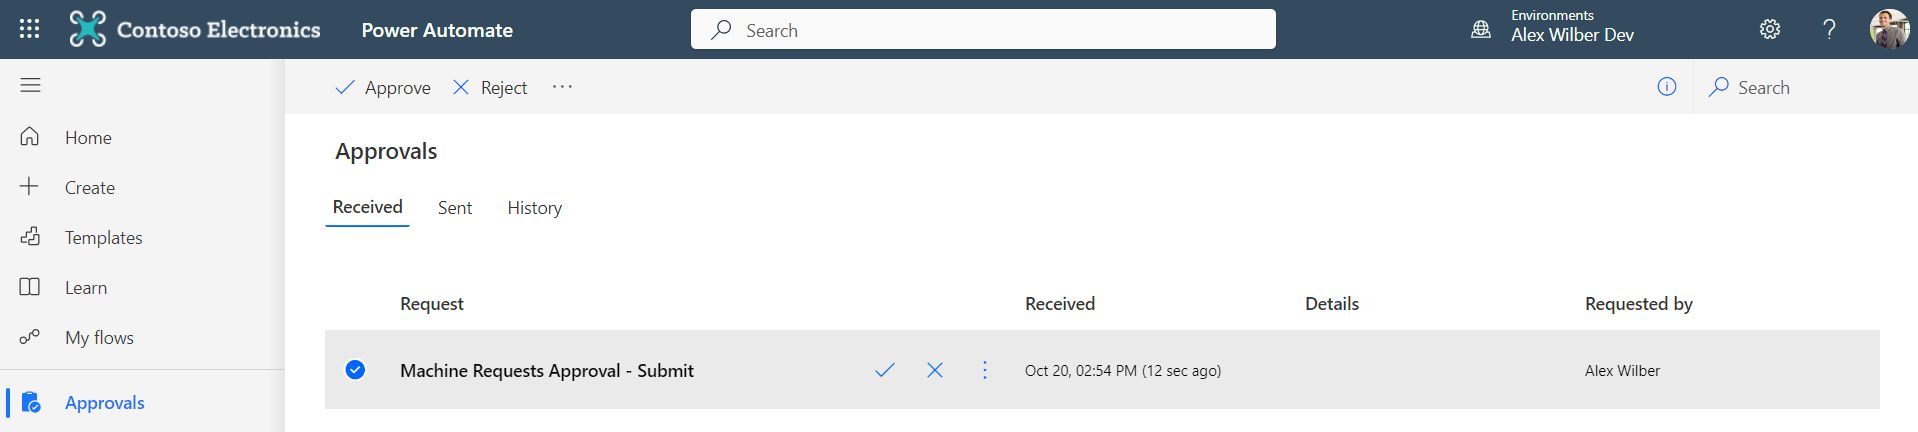 Contoso Electronics
Power Automate
Search
Environments
Alex Wilber Dev
?
Approve
Reject
Search
Home
Create
Templates
Learn
My flows
Approvals
Approvals
Received Sent History
Request Received Details Requested by
Machine Requests Approval - Submit Oct 20, 02:54 PM (12 sec ago) Alex Wilber